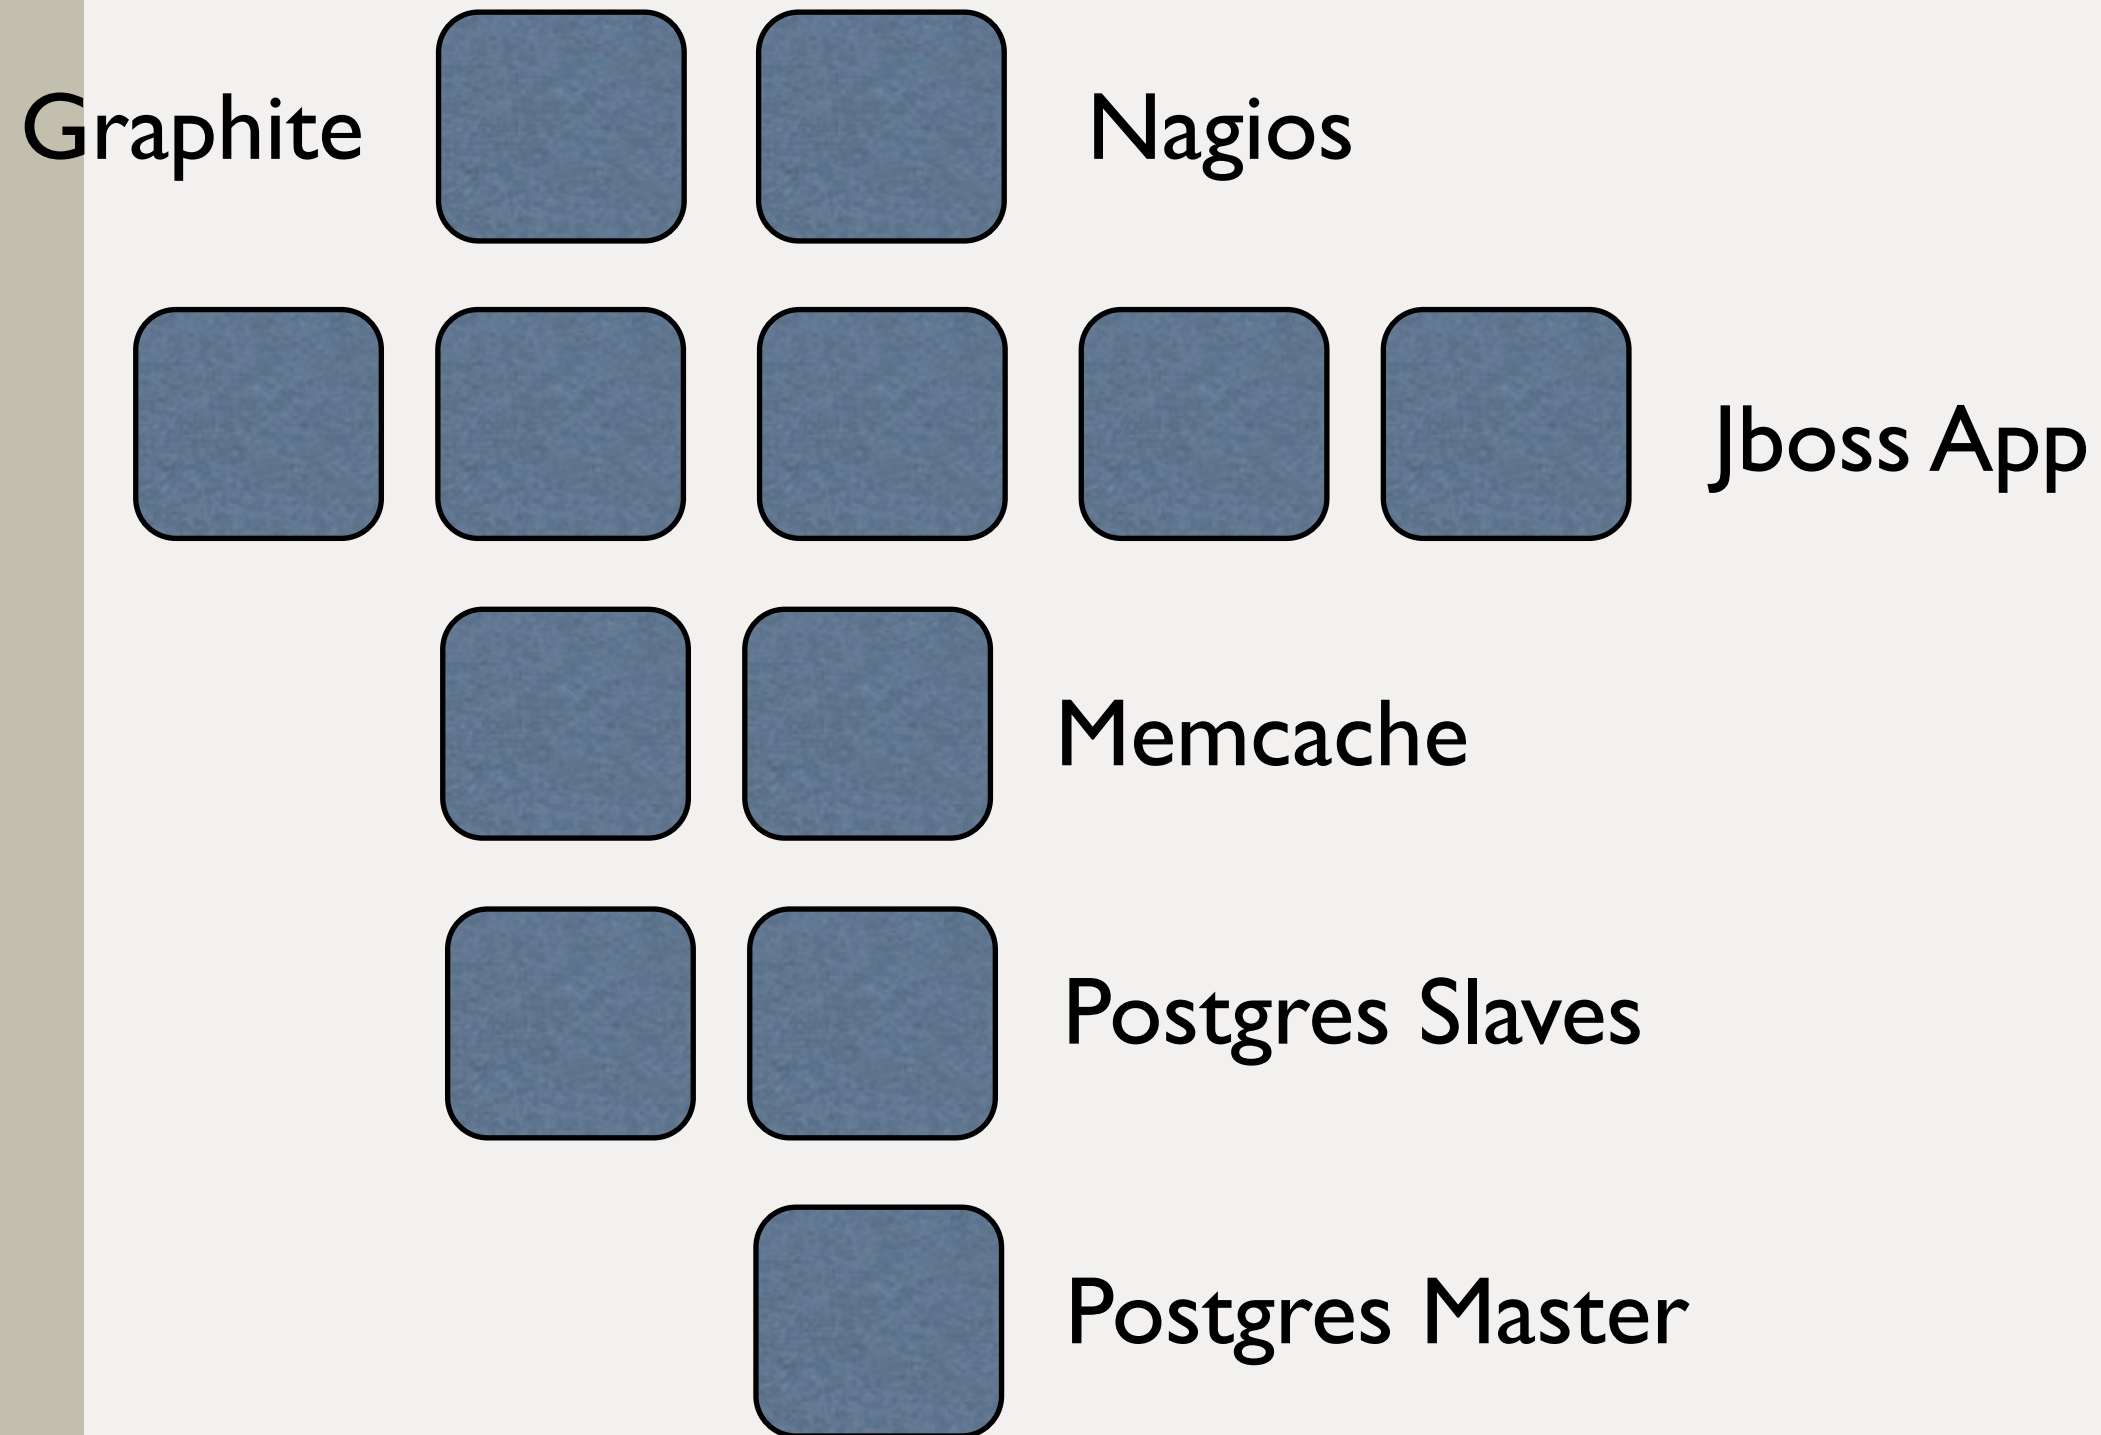 Graphite
Nagios
Jboss App
Memcache
Postgres Slaves
Postgres Master